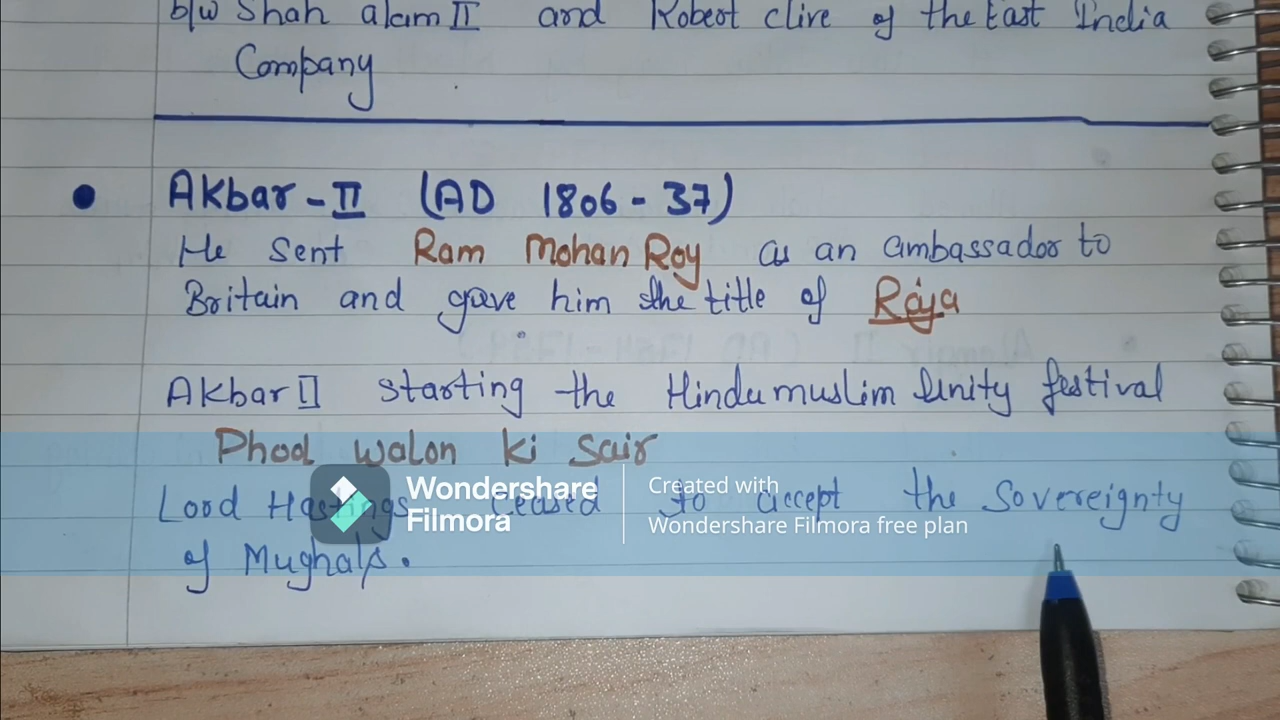 b/w Shah alam II and Robert clive of the East India
Company
Akbar-II (AD 1806-37)
He Sent Ram Mohan Roy as an ambassador to
Britain and gave him the title of Raja
Akbar II starting the Hindu muslim Unity festival
Phool walon ki Sair
Lord Hastings ceased to accept the Sovereignty
of Mughals.
Wondershare
Filmora
Created with
Wondershare Filmora free plan